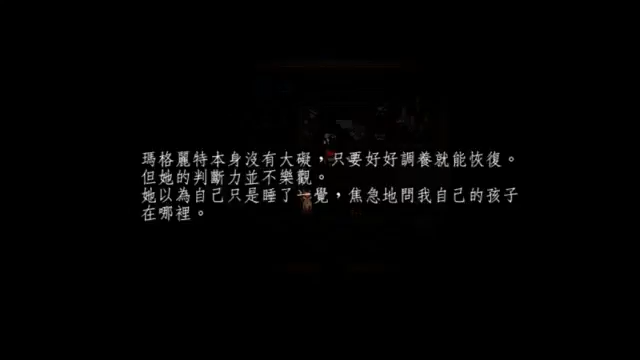 瑪格麗特本身沒有大礙，只要好好調養就能恢復。
但她的判斷力並不樂觀。
她以為自己只是睡了一覺，焦急地問我自己的孩子
在哪裡。